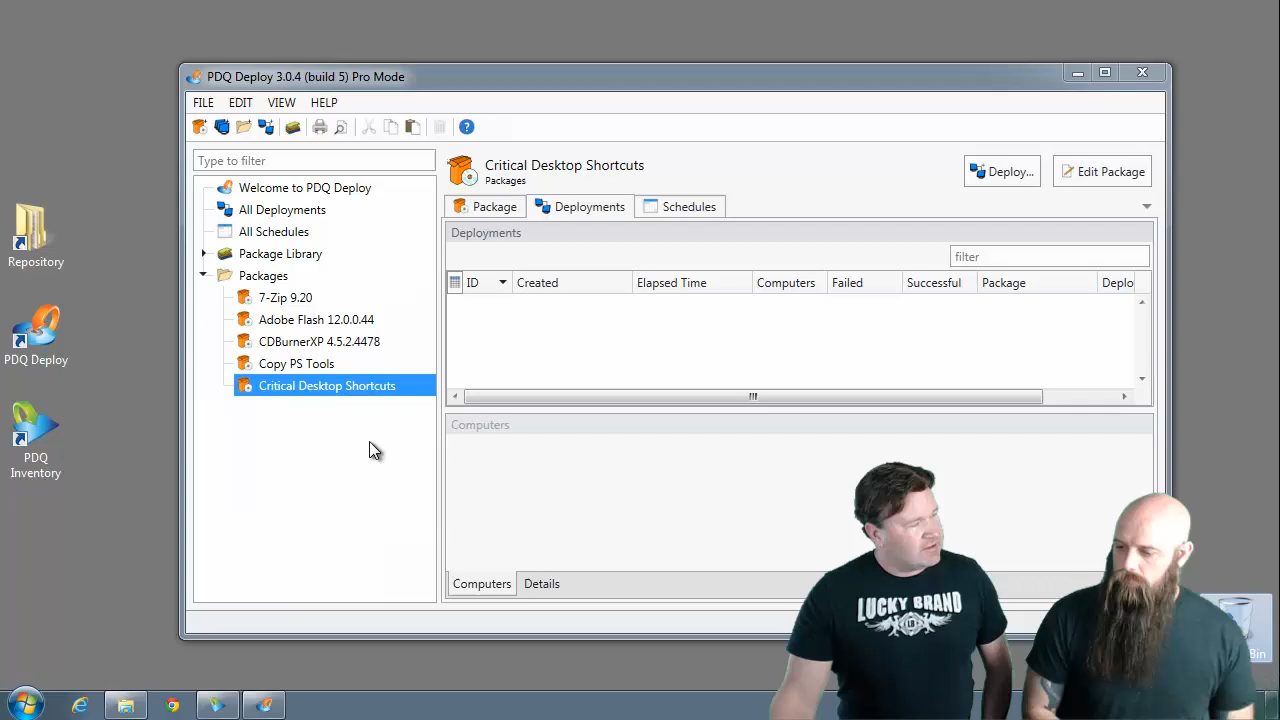 PDQ Deploy 3.0.4 (build 5) Pro Mode
FILE EDIT VIEW HELP
Type to filter
Welcome to PDQ Deploy
All Deployments
All Schedules
Package Library
Packages
7-Zip 9.20
Adobe Flash 12.0.0.44
CDBurnerXP 4.5.2.4478
Copy PS Tools
Critical Desktop Shortcuts
Critical Desktop Shortcuts
Packages
Deploy...
Edit Package
Package
Deployments
Schedules
Deployments
filter
ID Created Elapsed Time Computers Failed Successful Package Deplo
Computers
Computers Details
Repository
PDQ Deploy
PDQ
Inventory
Bin
LUCKY BRAND